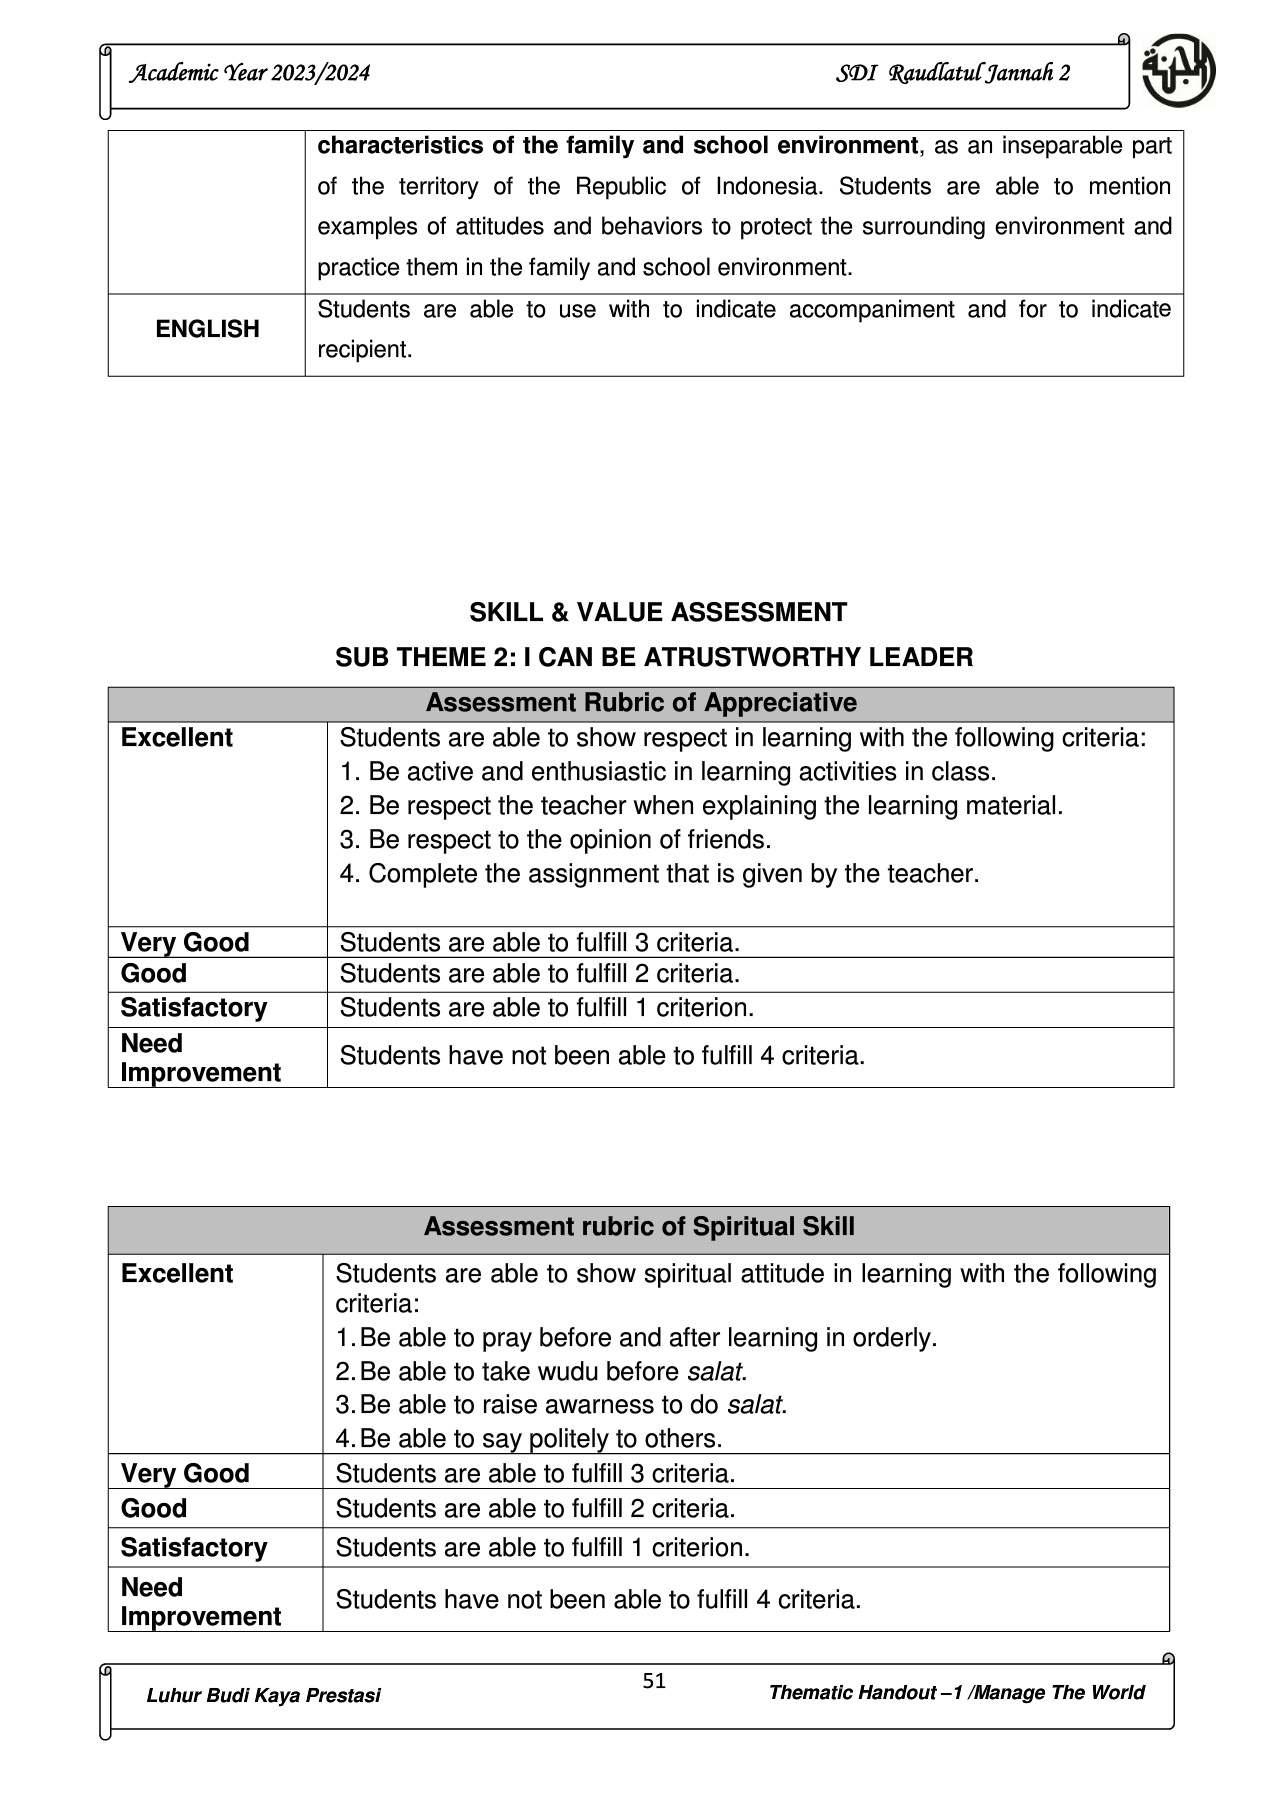 Academic Year 2023/2024 SDI Raudlatul Jannah 2
characteristics of the family and school environment, as an inseparable part
of the territory of the Republic of Indonesia. Students are able to mention
examples of attitudes and behaviors to protect the surrounding environment and
practice them in the family and school environment.
ENGLISH
Students are able to use with to indicate accompaniment and for to indicate
recipient.
SKILL & VALUE ASSESSMENT
SUB THEME 2: I CAN BE ATRUSTWORTHY LEADER
Assessment Rubric of Appreciative
Excellent
Students are able to show respect in learning with the following criteria:
1. Be active and enthusiastic in learning activities in class.
2. Be respect the teacher when explaining the learning material.
3. Be respect to the opinion of friends.
4. Complete the assignment that is given by the teacher.
Very Good Students are able to fulfill 3 criteria.
Good Students are able to fulfill 2 criteria.
Satisfactory Students are able to fulfill 1 criterion.
Need
Improvement
Students have not been able to fulfill 4 criteria.
Assessment rubric of Spiritual Skill
Excellent
Students are able to show spiritual attitude in learning with the following
criteria:
1. Be able to pray before and after learning in orderly.
2. Be able to take wudu before salat.
3. Be able to raise awarness to do salat.
4. Be able to say politely to others.
Very Good Students are able to fulfill 3 criteria.
Good Students are able to fulfill 2 criteria.
Satisfactory Students are able to fulfill 1 criterion.
Need
Improvement
Students have not been able to fulfill 4 criteria.
Luhur Budi Kaya Prestasi 51 Thematic Handout –1 /Manage The World